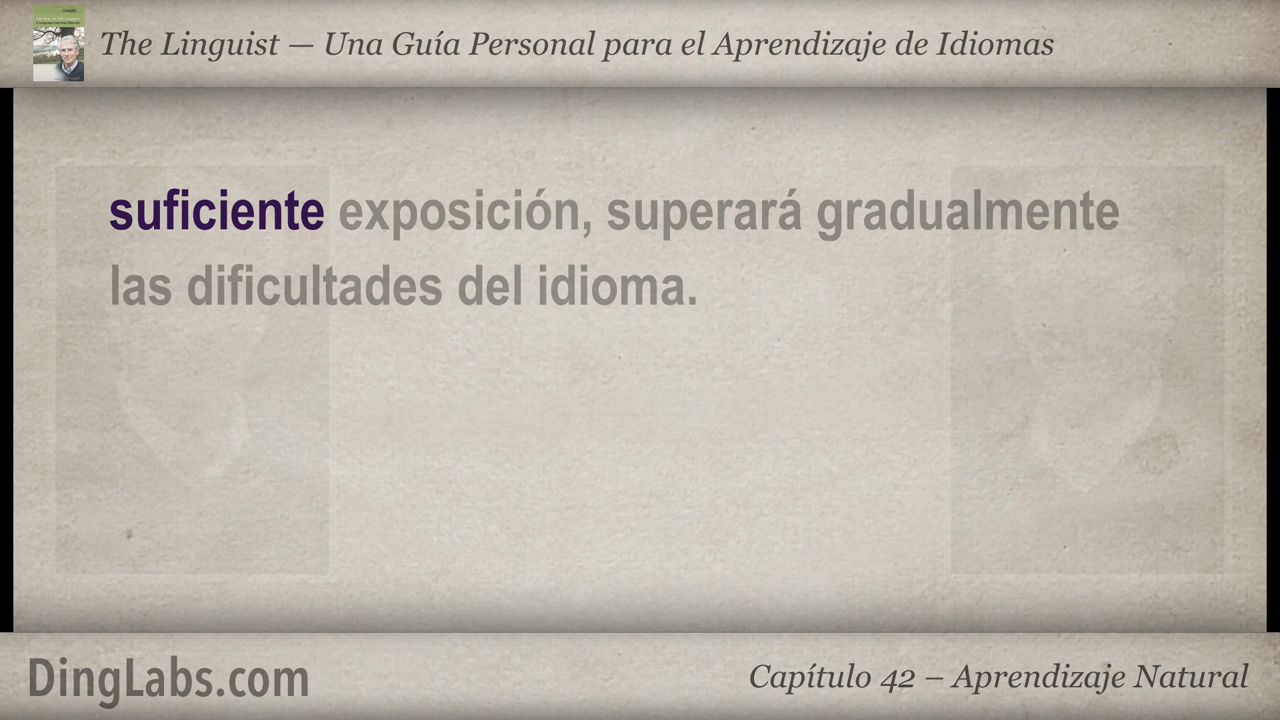 The Linguist — Una Guía Personal para el Aprendizaje de Idiomas
suficiente exposición, superará gradualmente
las dificultades del idioma.
DingLabs.com
Capítulo 42 – Aprendizaje Natural